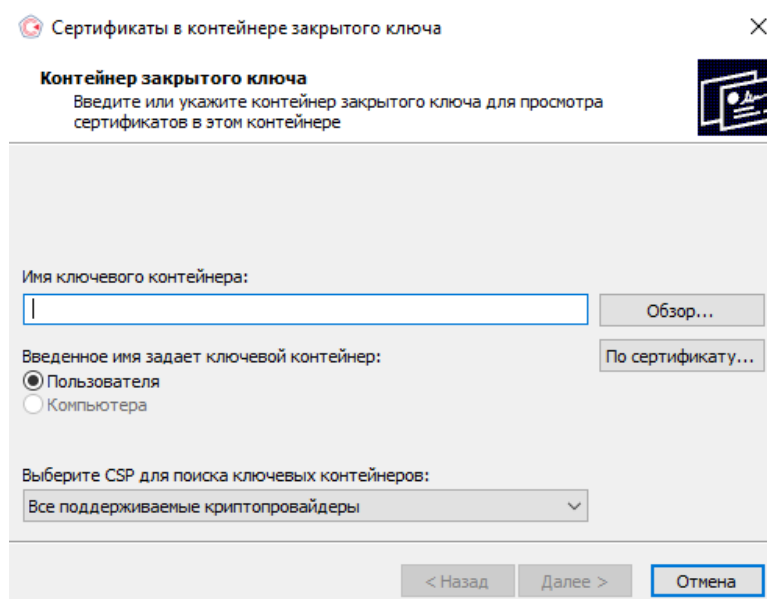 Сертификаты в контейнере закрытого ключа
Контейнер закрытого ключа
Введите или укажите контейнер закрытого ключа для просмотра
сертификатов в этом контейнере
Имя ключевого контейнера:
Обзор...
Введенное имя задает ключевой контейнер:
По сертификату...
Пользователя
Компьютера
Выберите CSP для поиска ключевых контейнеров:
Все поддерживаемые криптопровайдеры
< Назад
Далее >
Отмена